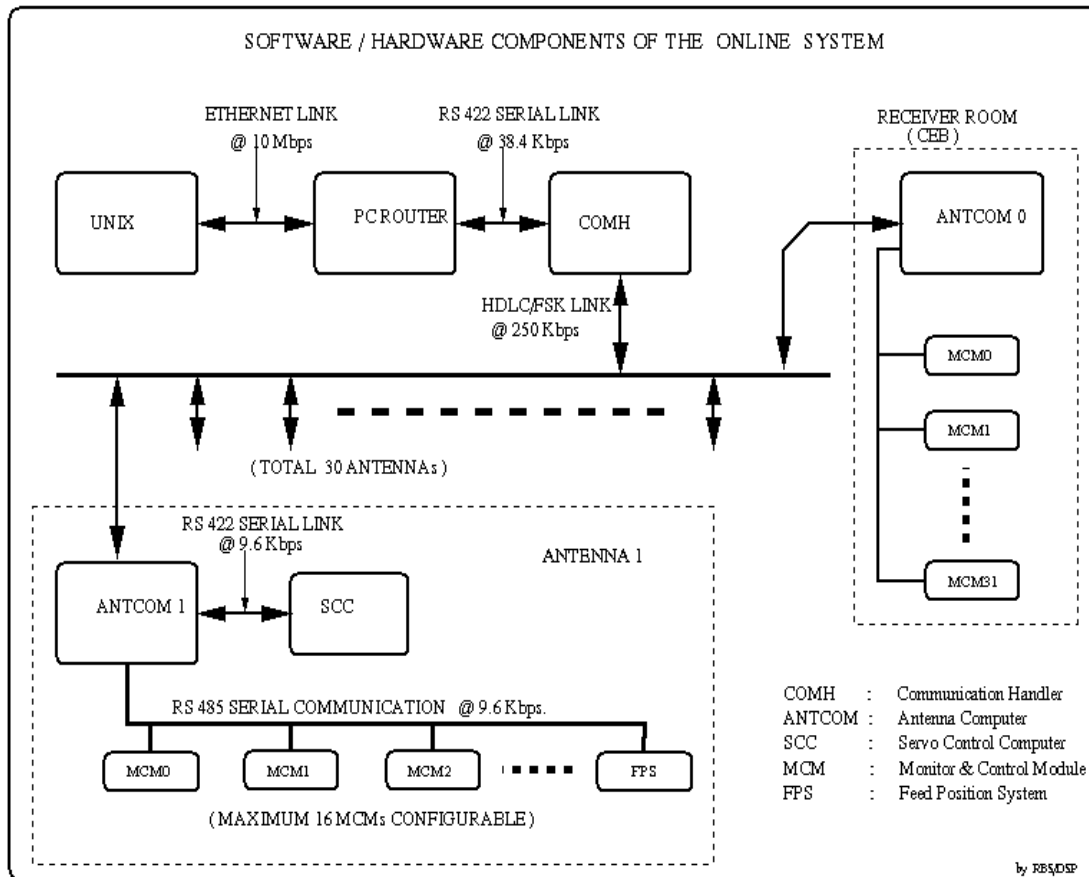 SOFTWARE / HARDWARE COMPONENTS OF THE ONLINE SYSTEM
ETHERNET LINK
@ 10 Mbps
RS 422 SERIAL LINK
@ 38.4 Kbps
RECEIVER ROOM
( CEB )
UNIX
PC ROUTER
COMH
ANTCOM 0
HDLC/FSK LINK
@ 250 Kbps
MCM0
MCM1
MCM31
( TOTAL 30 ANTENNAs )
RS 422 SERIAL LINK
@ 9.6 Kbps
ANTENNA 1
ANTCOM 1
SCC
RS 485 SERIAL COMMUNICATION @ 9.6 Kbps.
MCM0
MCM1
MCM2
FPS
( MAXIMUM 16 MCMs CONFIGURABLE )
COMH : Communication Handler
ANTCOM : Antenna Computer
SCC : Servo Control Computer
MCM : Monitor & Control Module
FPS : Feed Position System
by RBS/DSP